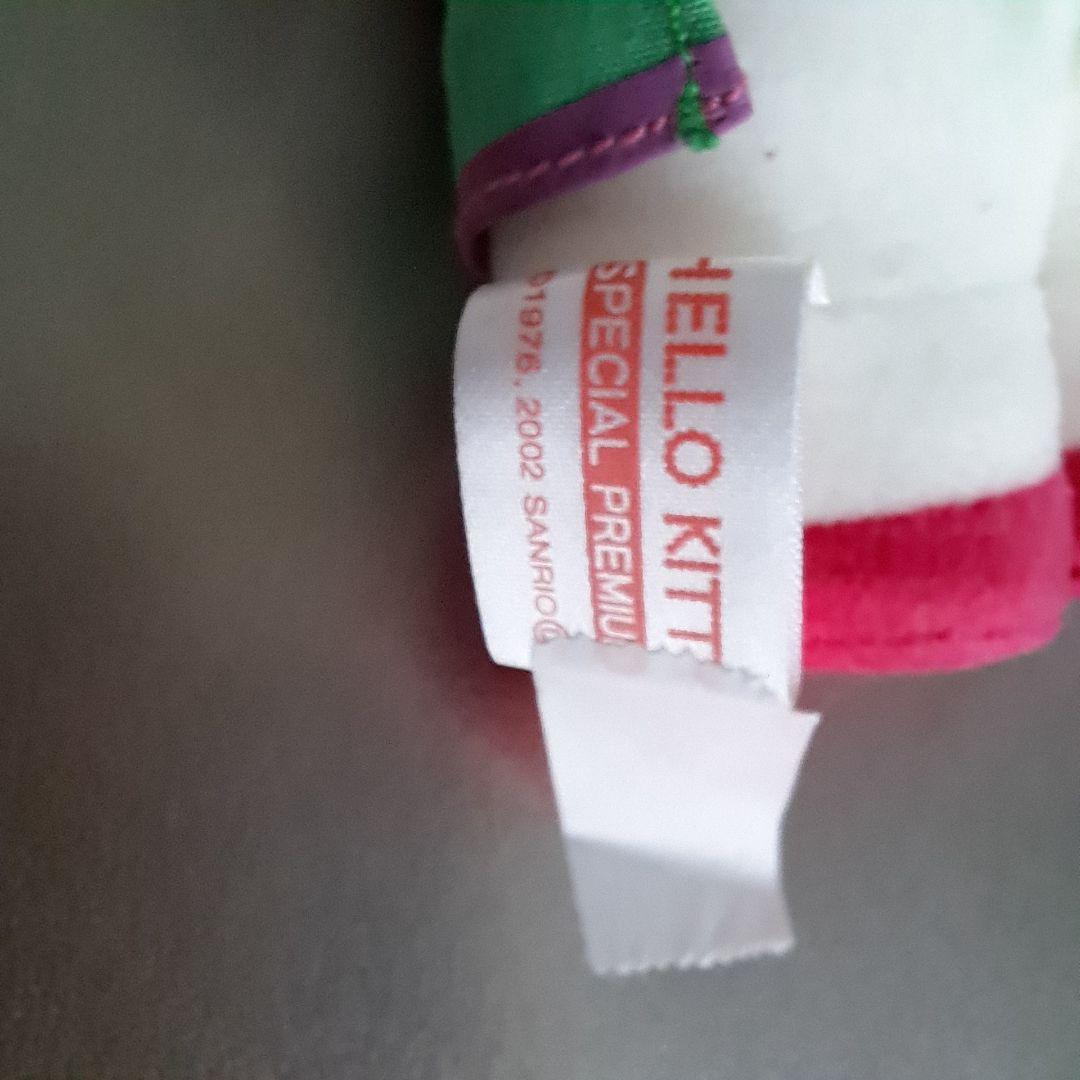 HELLO KITT
SPECIAL PREMIU
©1976, 2002 SANRIO